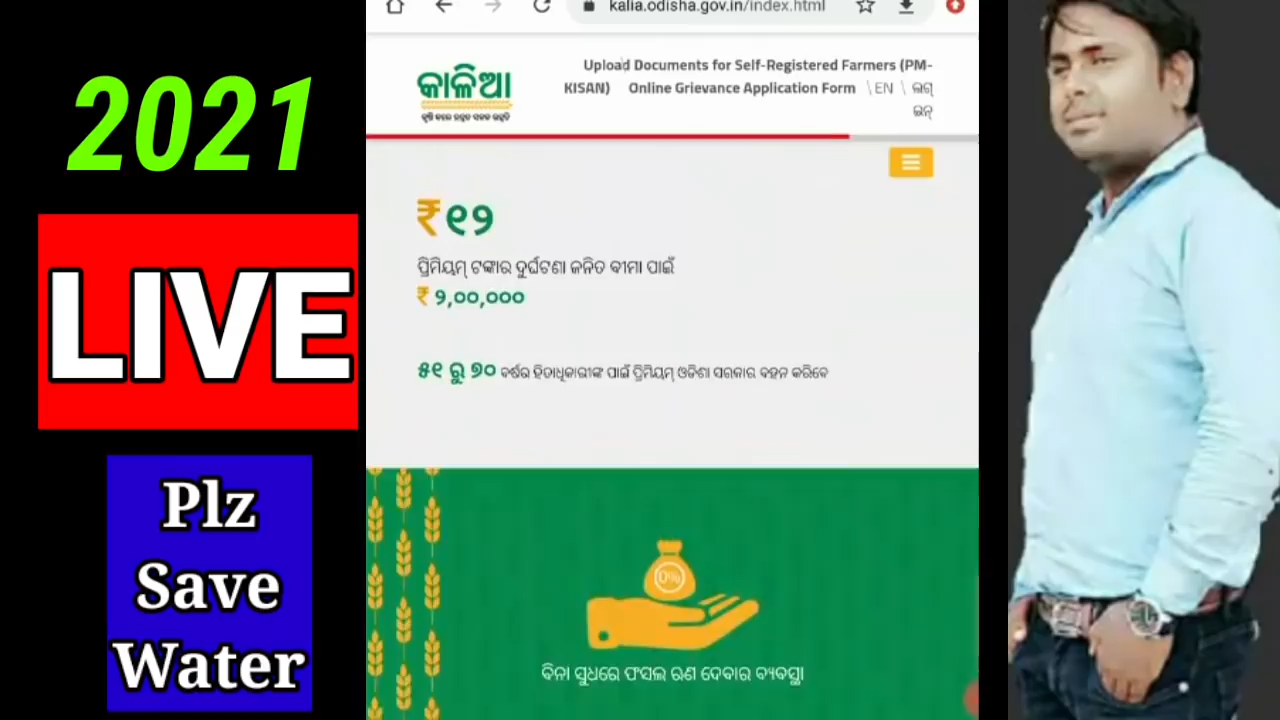 2021
LIVE
Plz
Save
Water
kalia.odisha.gov.in/index.html
କାଳିଆ
Upload Documents for Self-Registered Farmers (PM-
KISAN) Online Grievance Application Form \ EN \ ଲଗ୍
ଇନ୍
₹୧୨
ପ୍ରିମିୟମ୍ ଟଙ୍କାର ଦୁର୍ଘଟଣା ଜନିତ ବୀମା ପାଇଁ
₹ ୨,୦୦,୦୦୦
୫୧ ରୁ ୭୦ ବର୍ଷର ହିତାଧିକାରୀଙ୍କ ପାଇଁ ପ୍ରିମିୟମ୍ ଓଡିଶା ସରକାର ବହନ କରିବେ
0%
ବିନା ସୁଧରେ ଫସଲ ଋଣ ଦେବାର ବ୍ୟବସ୍ଥା